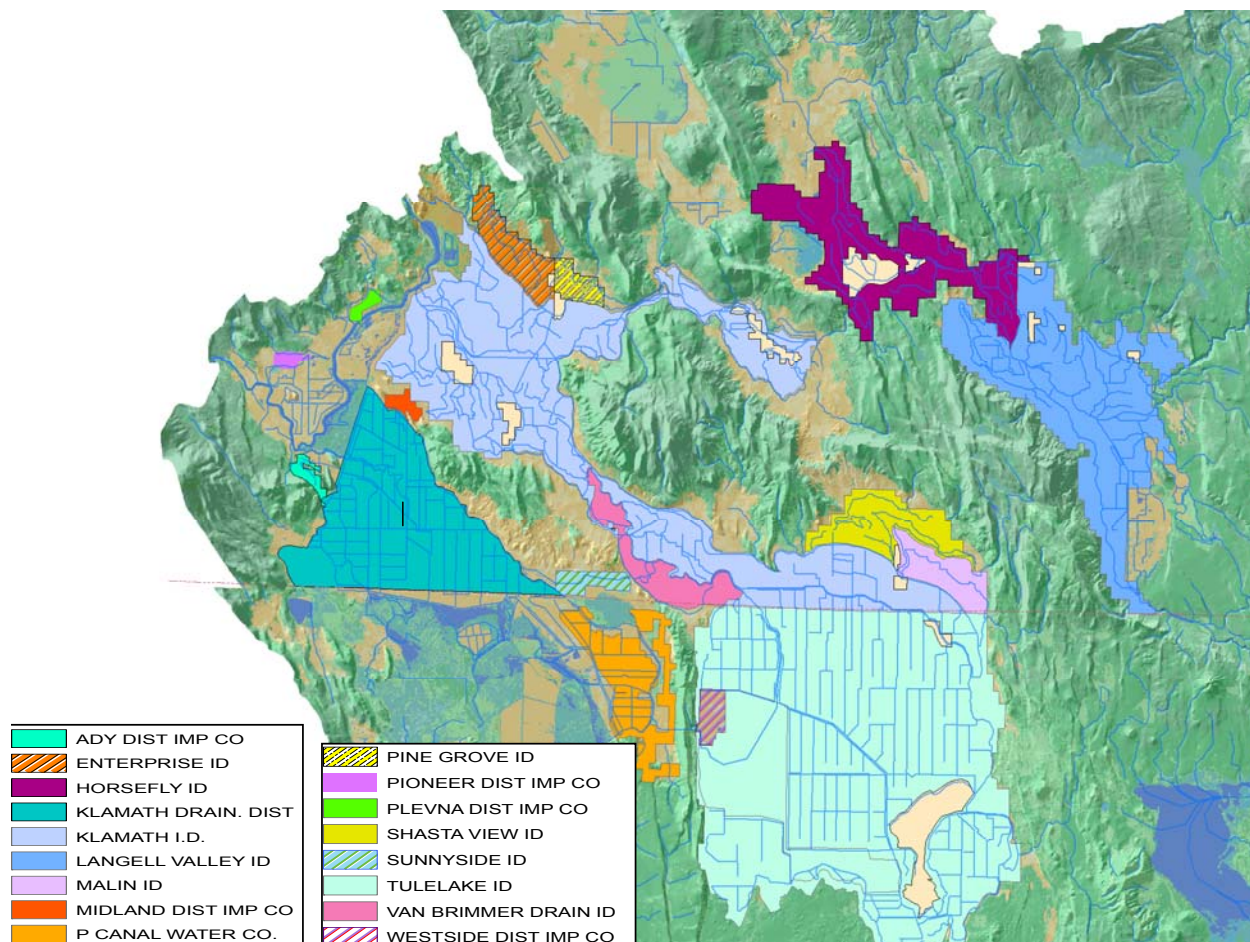 ADY DIST IMP CO
ENTERPRISE ID
HORSEFLY ID
KLAMATH DRAIN. DIST
KLAMATH I.D.
LANGELL VALLEY ID
MALIN ID
MIDLAND DIST IMP CO
P CANAL WATER CO.
PINE GROVE ID
PIONEER DIST IMP CO
PLEVNA DIST IMP CO
SHASTA VIEW ID
SUNNYSIDE ID
TULELAKE ID
VAN BRIMMER DRAIN ID
WESTSIDE DIST IMP CO